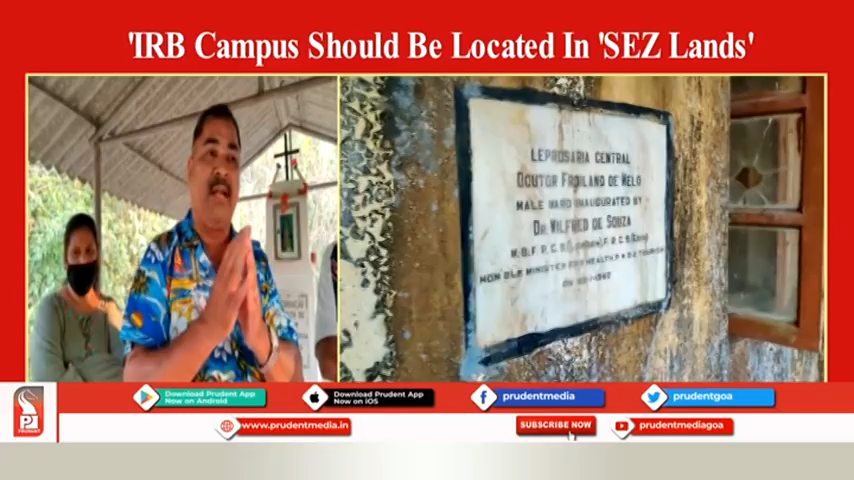 'IRB Campus Should Be Located In 'SEZ Lands'
LEPROSARIA CENTRAL
DOUTOR FROILANO DE MELO
MALE WARD INAUGURATED BY
DR. WILFRED DE SOUZA
HON'BLE MINISTER FOR HEALTH
ON
Download Prudent App
Now on Android
Download Prudent App
Now on iOS
prudentmedia
prudentgoa
PRUDENT
www.prudentmedia.in
SUBSCRIBE NOW
prudentmediagoa